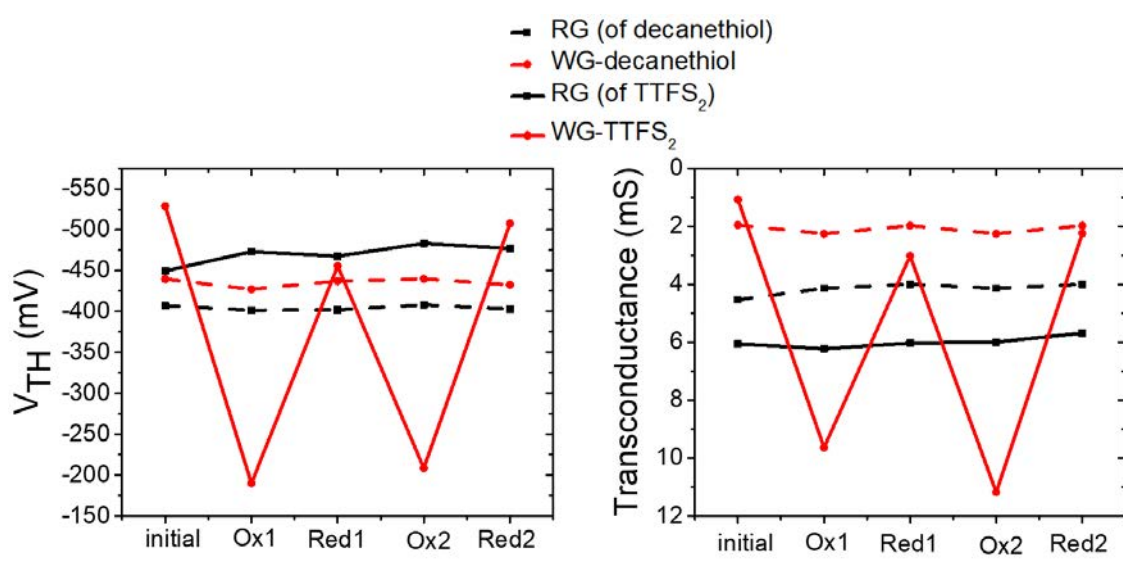 RG (of decanethiol)
WG-decanethiol
RG (of TTFS₂)
WG-TTFS₂
V_TH (mV)
-550
-500
-450
-400
-350
-300
-250
-200
-150
initial Ox1 Red1 Ox2 Red2
Transconductance (mS)
0
2
4
6
8
10
12
initial Ox1 Red1 Ox2 Red2